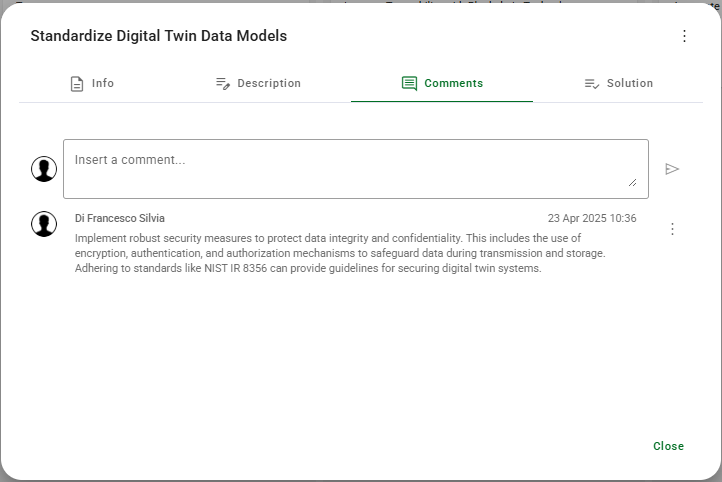 Standardize Digital Twin Data Models
Info
Description
Comments
Solution
Insert a comment...
Di Francesco Silvia
23 Apr 2025 10:36
Implement robust security measures to protect data integrity and confidentiality. This includes the use of
encryption, authentication, and authorization mechanisms to safeguard data during transmission and storage.
Adhering to standards like NIST IR 8356 can provide guidelines for securing digital twin systems.
Close